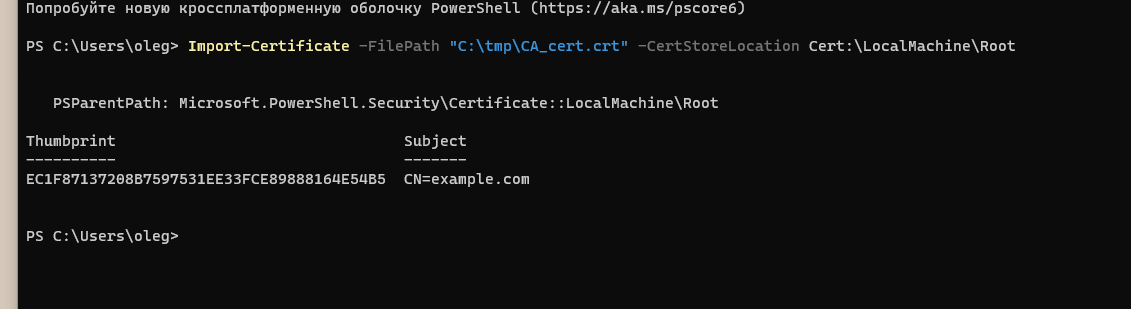 Попробуйте новую кроссплатформенную оболочку PowerShell (https://aka.ms/pscore6)
PS C:\Users\oleg> Import-Certificate -FilePath "C:\tmp\CA_cert.crt" -CertStoreLocation Cert:\LocalMachine\Root
PSParentPath: Microsoft.PowerShell.Security\Certificate::LocalMachine\Root
Thumbprint                                Subject
----------                                -------
EC1F87137208B7597531EE33FCE89888164E54B5  CN=example.com
PS C:\Users\oleg>